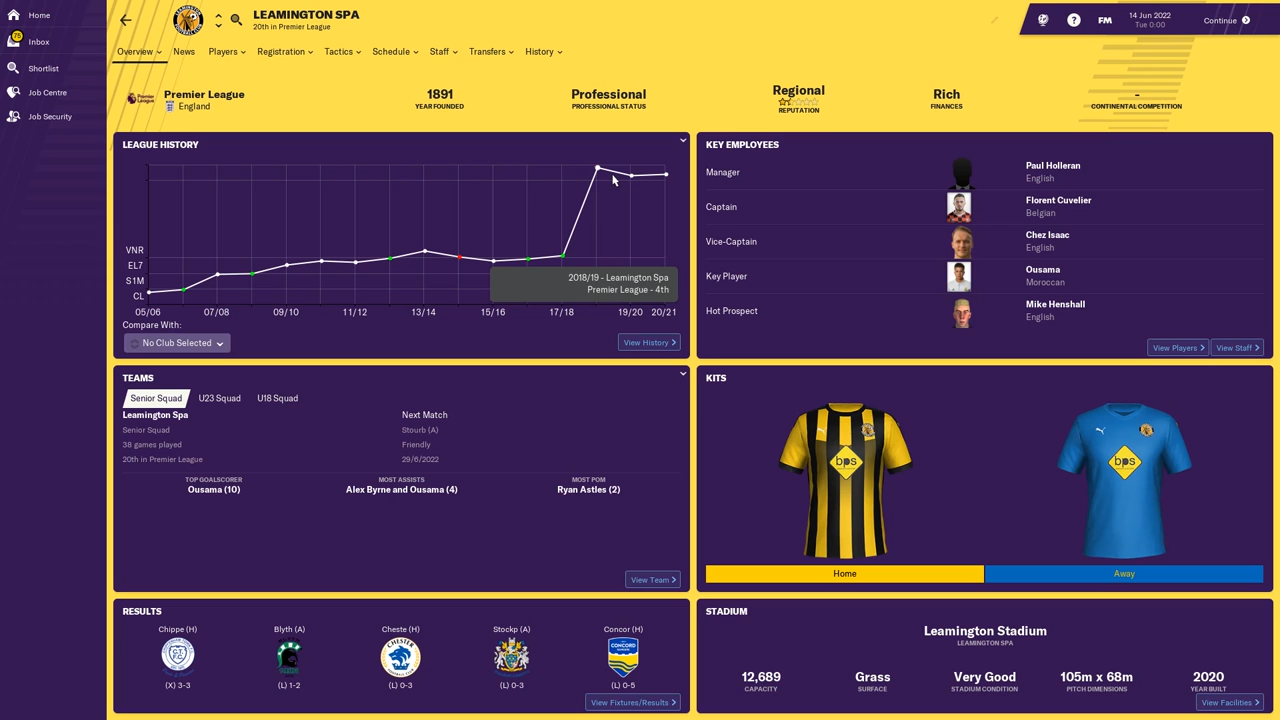 Home
75
Inbox
Shortlist
Job Centre
Job Security
LEAMINGTON SPA
20th in Premier League
FM
14 Jun 2022
Tue 0:00
Continue
Overview
News
Players
Registration
Tactics
Schedule
Staff
Transfers
History
Premier League
England
1891
YEAR FOUNDED
Professional
PROFESSIONAL STATUS
Regional
REPUTATION
Rich
FINANCES
-
CONTINENTAL COMPETITION
LEAGUE HISTORY
VNR
EL7
S1M
CL
05/06 07/08 09/10 11/12 13/14 15/16 17/18 19/20 20/21
2018/19 - Leamington Spa
Premier League - 4th
Compare With:
No Club Selected
View History
KEY EMPLOYEES
Manager
Paul Holleran
English
Captain
Florent Cuvelier
Belgian
Vice-Captain
Chez Isaac
English
Key Player
Ousama
Moroccan
Hot Prospect
Mike Henshall
English
View Players
View Staff
TEAMS
Senior Squad
U23 Squad
U18 Squad
Leamington Spa
Senior Squad
38 games played
20th in Premier League
Next Match
Stourb (A)
Friendly
29/6/2022
TOP GOALSCORER
Ousama (10)
MOST ASSISTS
Alex Byrne and Ousama (4)
MOST POM
Ryan Astles (2)
View Team
KITS
bps
bps
Home
Away
RESULTS
Chippe (H)
(X) 3-3
Blyth (A)
(L) 1-2
Cheste (H)
CHESTER
(L) 0-3
Stockp (A)
(L) 0-3
Concor (H)
CONCORD
(L) 0-5
View Fixtures/Results
STADIUM
Leamington Stadium
LEAMINGTON SPA
12,689
CAPACITY
Grass
SURFACE
Very Good
STADIUM CONDITION
105m x 68m
PITCH DIMENSIONS
2020
YEAR BUILT
View Facilities